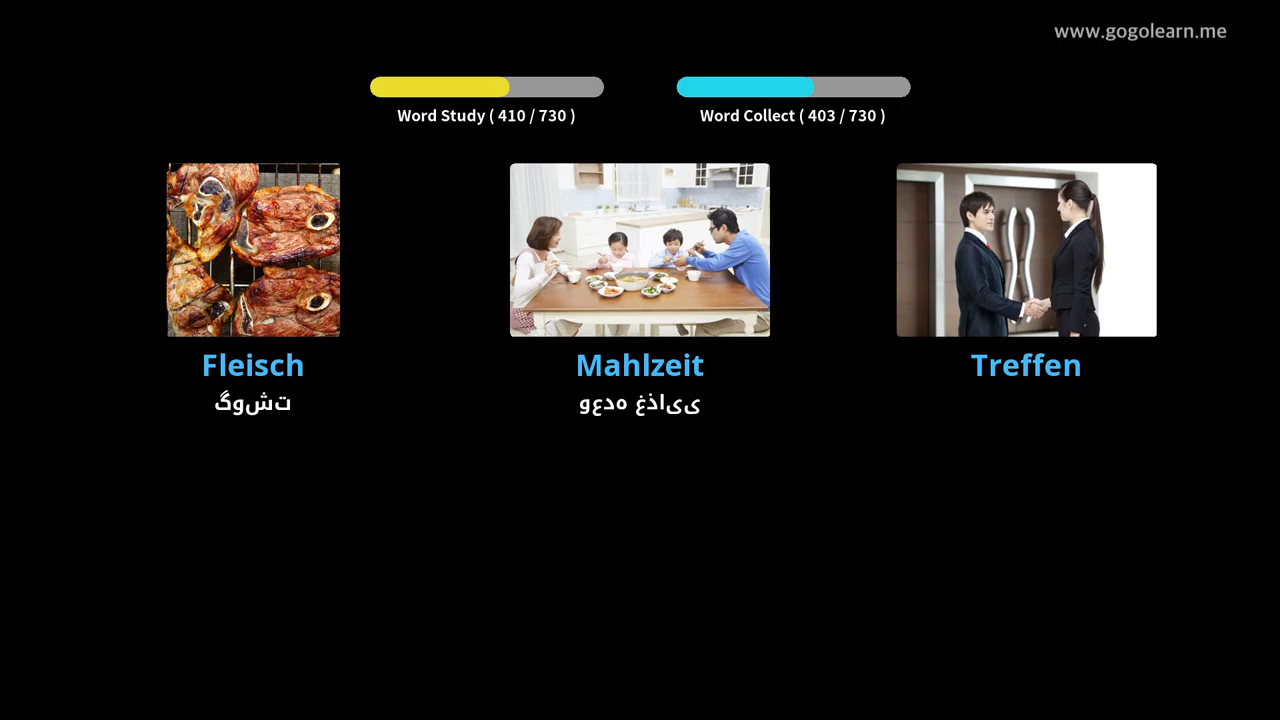 www.gogolearn.me
Word Study ( 410 / 730 )
Word Collect ( 403 / 730 )
Fleisch
گوشت
Mahlzeit
وعده غذایی
Treffen